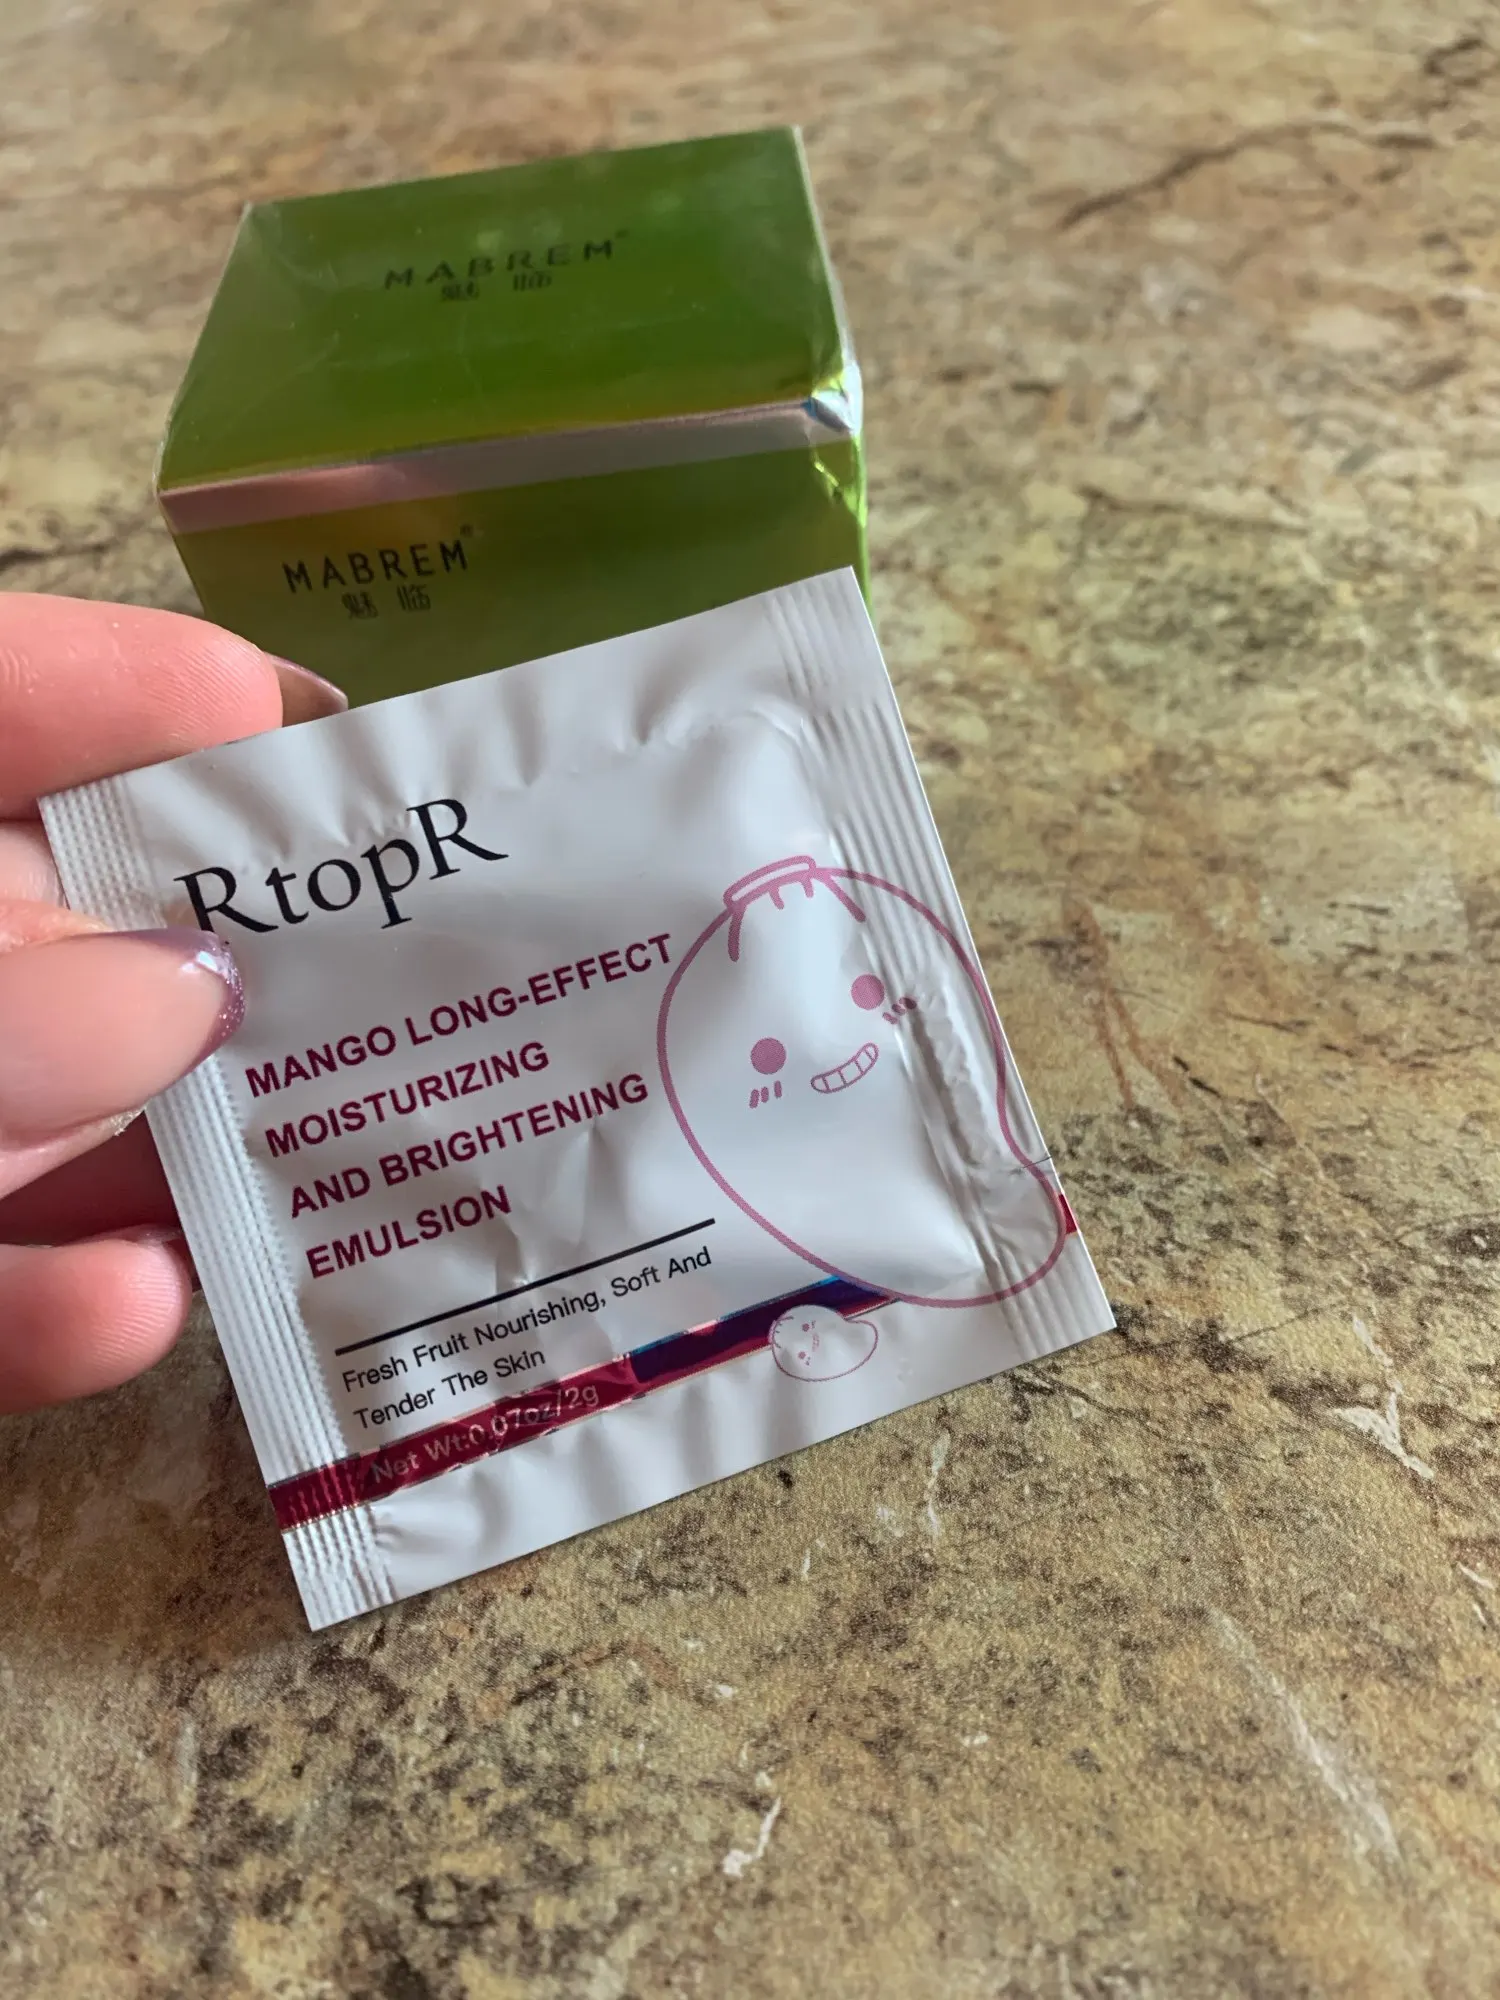 MABREM
魅 临
MABREM®
魅 临
RtopR
MANGO LONG-EFFECT
MOISTURIZING
AND BRIGHTENING
EMULSION
Fresh Fruit Nourishing, Soft And
Tender The Skin
Net Wt:0.07oz/2g